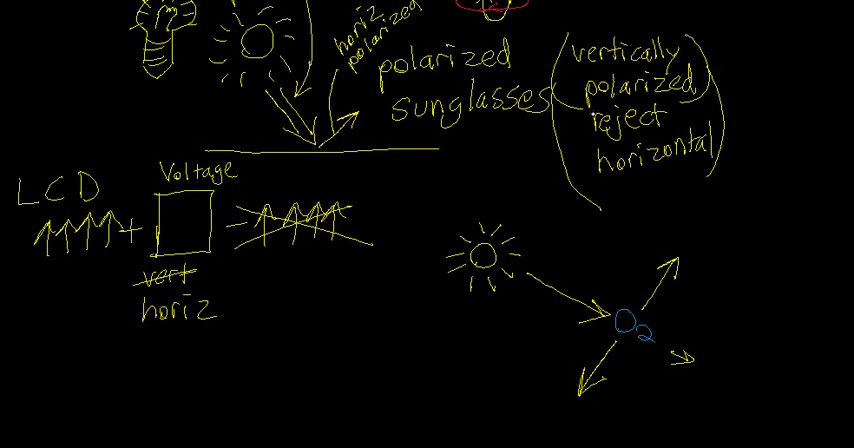 horiz
polarized
polarized
sunglasses
vertically
polarized
reject
horizontal
Voltage
LCD
+
vert
horiz
O2